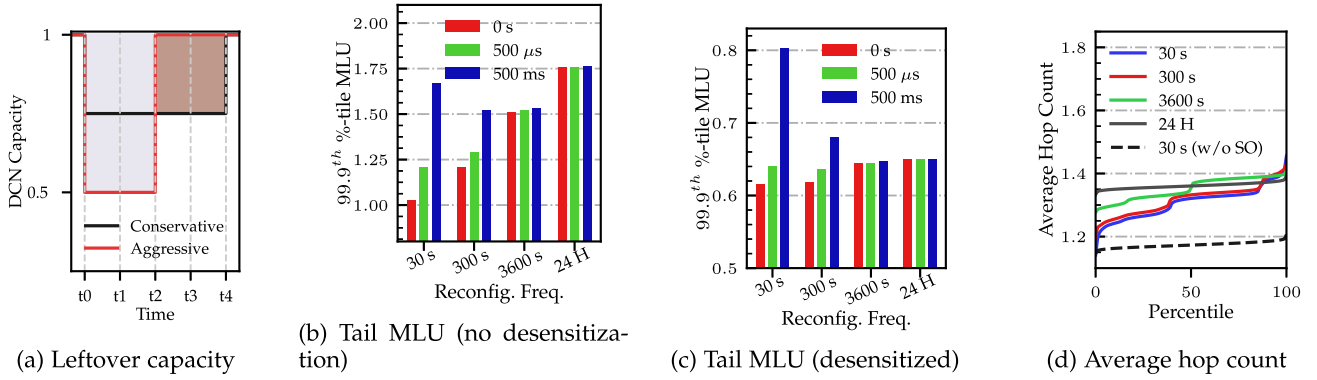 DCN Capacity
1
0.5
Conservative
Aggressive
t0 t1 t2 t3 t4
Time
(a) Leftover capacity
99.9th %-tile MLU
2.00
1.75
1.50
1.25
1.00
0 s
500 μs
500 ms
30 s 300 s 3600 s 24 H
Reconfig. Freq.
(b) Tail MLU (no desensitiza-
tion)
99.9th %-tile MLU
0.8
0.7
0.6
0.5
0 s
500 μs
500 ms
30 s 300 s 3600 s 24 H
Reconfig. Freq.
(c) Tail MLU (desensitized)
Average Hop Count
1.8
1.6
1.4
1.2
30 s
300 s
3600 s
24 H
30 s (w/o SO)
0 50 100
Percentile
(d) Average hop count